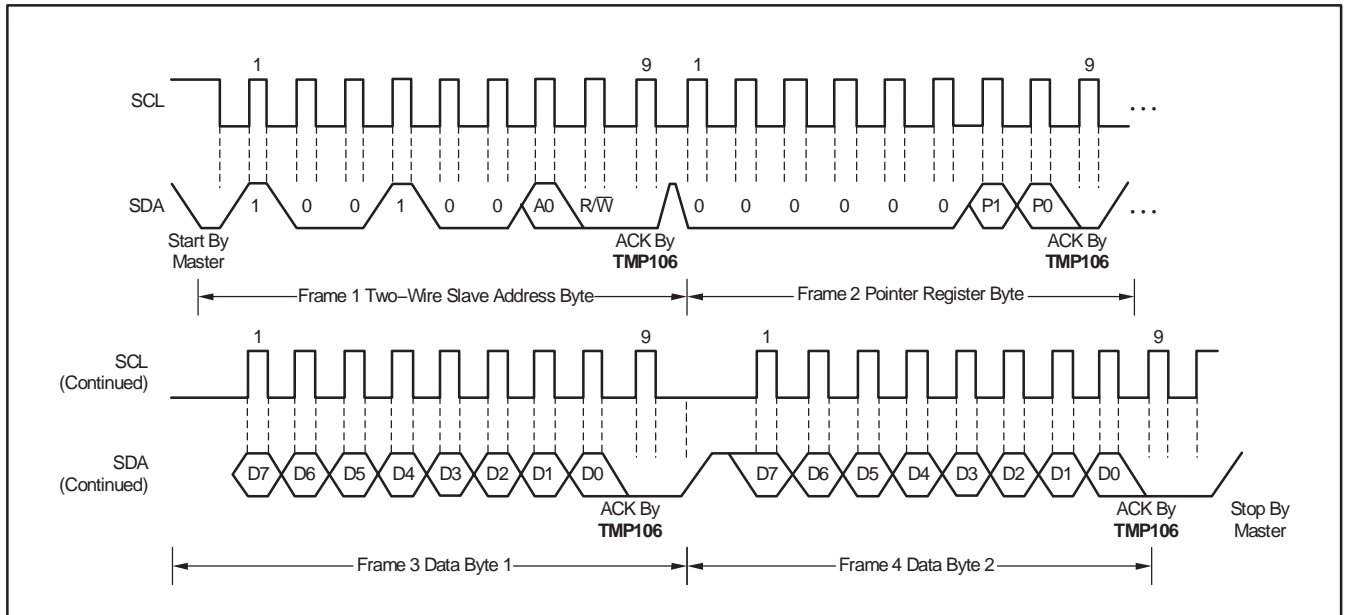 1 9 1 9
SCL ...
SDA 1 0 0 1 0 0 A0 R/W 0 0 0 0 0 0 P1 P0 ...
Start By Master
ACK By TMP106
ACK By TMP106
Frame 1 Two−Wire Slave Address Byte
Frame 2 Pointer Register Byte
1 9 1 9
SCL (Continued)
SDA (Continued) D7 D6 D5 D4 D3 D2 D1 D0 D7 D6 D5 D4 D3 D2 D1 D0
ACK By TMP106
ACK By TMP106
Stop By Master
Frame 3 Data Byte 1
Frame 4 Data Byte 2